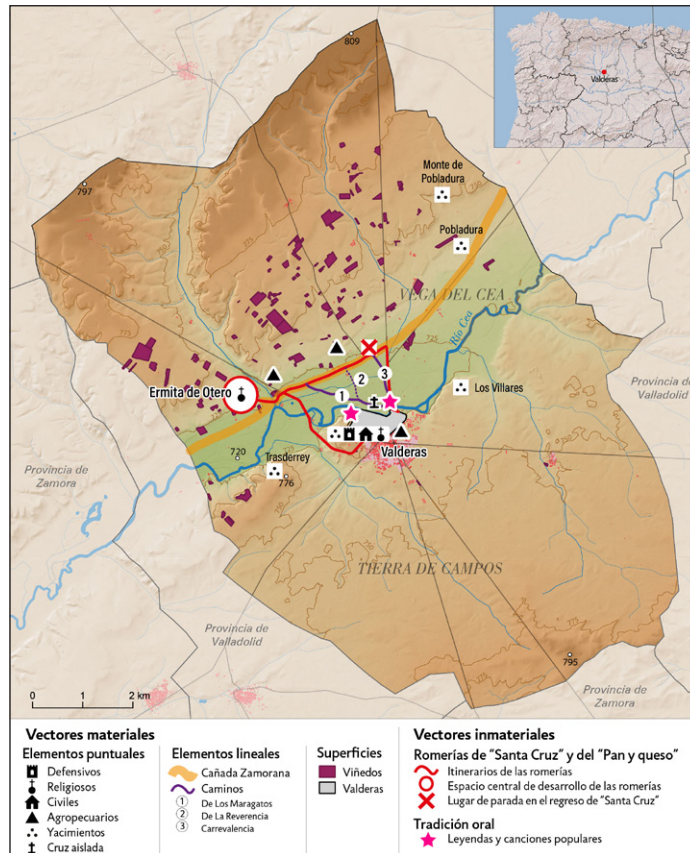 809
Valderas
797
Monte de
Pobladura
Pobladura
VEGA DEL CEA
Río Cea
Ermita de Otero
2
3
1
Los Villares
Provincia de
Valladolid
Valderas
Provincia de
Zamora
720
Trasderrey
776
TIERRA DE CAMPOS
Provincia de
Valladolid
795
Provincia de
Zamora
0 1 2 km
Vectores materiales
Elementos puntuales
Defensivos
Religiosos
Civiles
Agropecuarios
Yacimientos
Cruz aislada
Elementos lineales
Cañada Zamorana
Caminos
1 De Los Maragatos
2 De La Reverencia
3 Carrevalencia
Superficies
Viñedos
Valderas
Vectores inmateriales
Romerías de "Santa Cruz" y del "Pan y queso"
Itinerarios de las romerías
Espacio central de desarrollo de las romerías
Lugar de parada en el regreso de "Santa Cruz"
Tradición oral
Leyendas y canciones populares